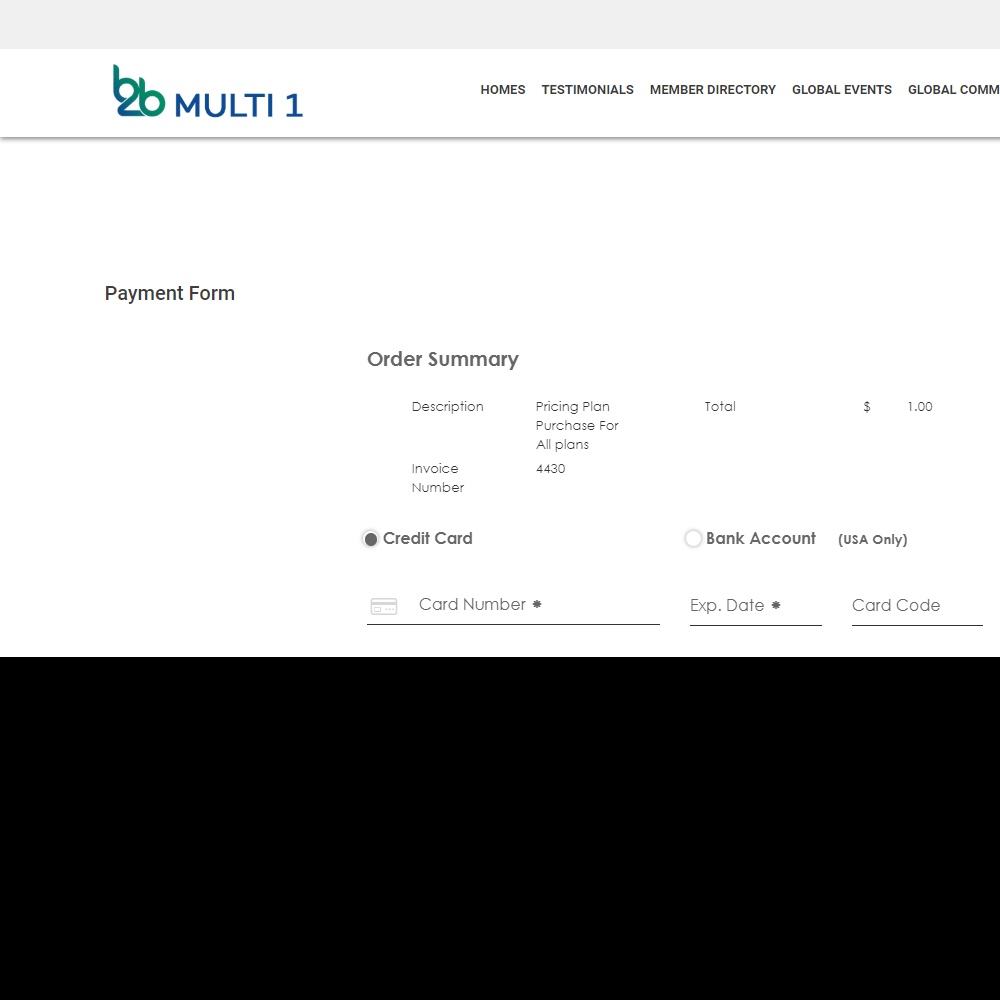 b2b MULTI 1
HOMES TESTIMONIALS MEMBER DIRECTORY GLOBAL EVENTS GLOBAL COMM
Payment Form
Order Summary
Description Pricing Plan Total $ 1.00
Purchase For
All plans
Invoice 4430
Number
Credit Card Bank Account (USA Only)
Card Number * Exp. Date * Card Code